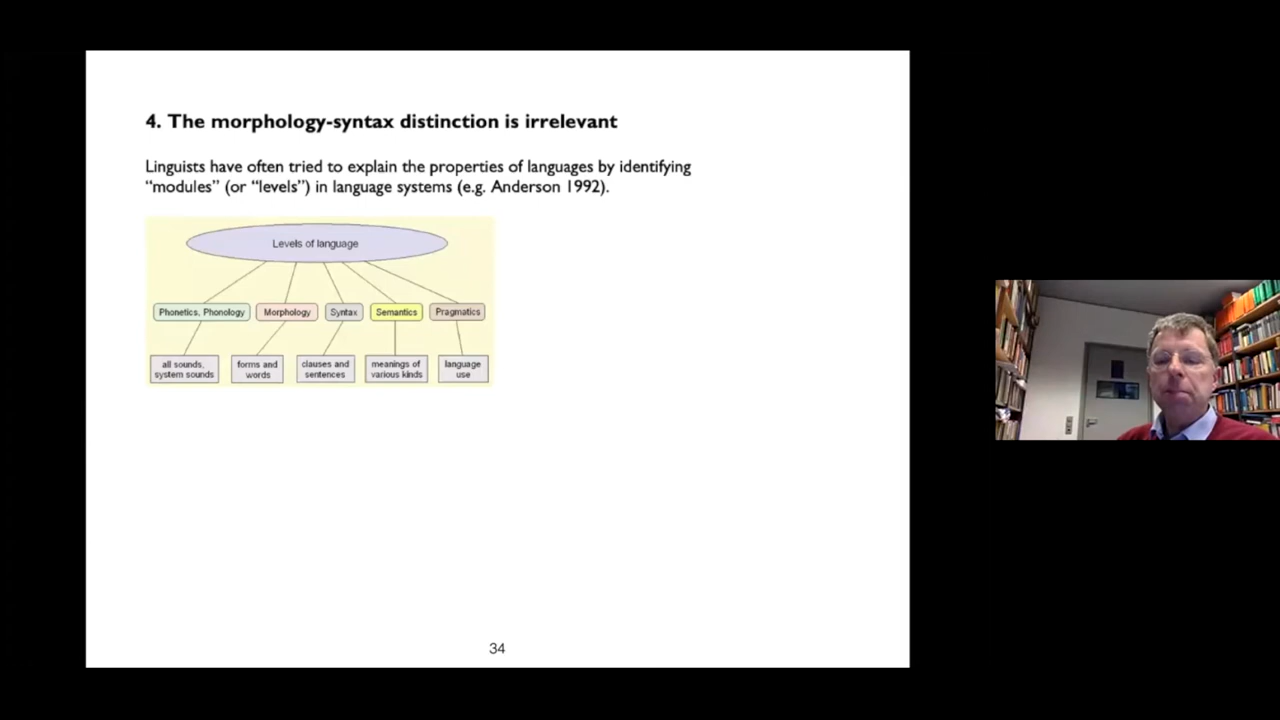 4. The morphology-syntax distinction is irrelevant
Linguists have often tried to explain the properties of languages by identifying
“modules” (or “levels”) in language systems (e.g. Anderson 1992).
Levels of language
Phonetics, Phonology
Morphology
Syntax
Semantics
Pragmatics
all sounds,
system sounds
forms and
words
clauses and
sentences
meanings of
various kinds
language
use
34